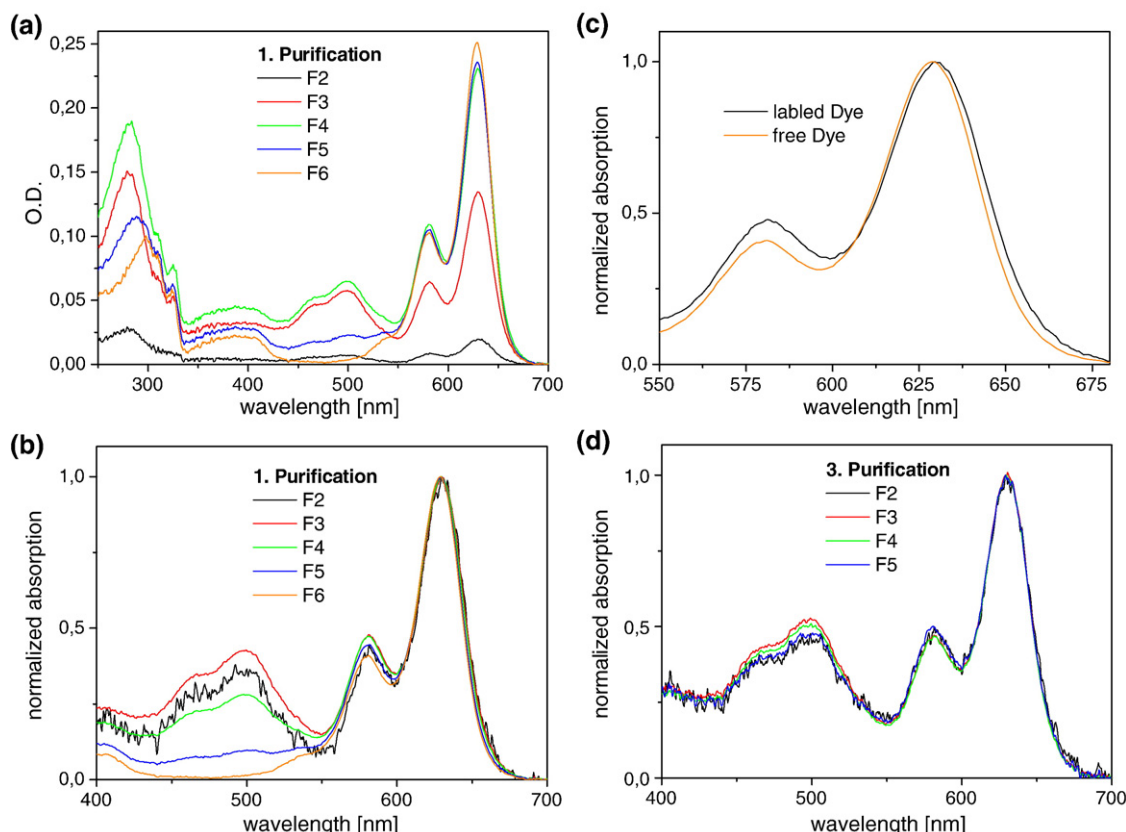 (a)
0,25
0,20
0,15
0,10
0,05
0,00
O.D.
1. Purification
F2
F3
F4
F5
F6
300
400
500
600
700
wavelength [nm]
(c)
1,0
0,5
0,0
normalized absorption
labled Dye
free Dye
550
575
600
625
650
675
wavelength [nm]
(b)
1,0
0,5
0,0
normalized absorption
1. Purification
F2
F3
F4
F5
F6
400
500
600
700
wavelength [nm]
(d)
1,0
0,5
0,0
normalized absorption
3. Purification
F2
F3
F4
F5
400
500
600
700
wavelength [nm]